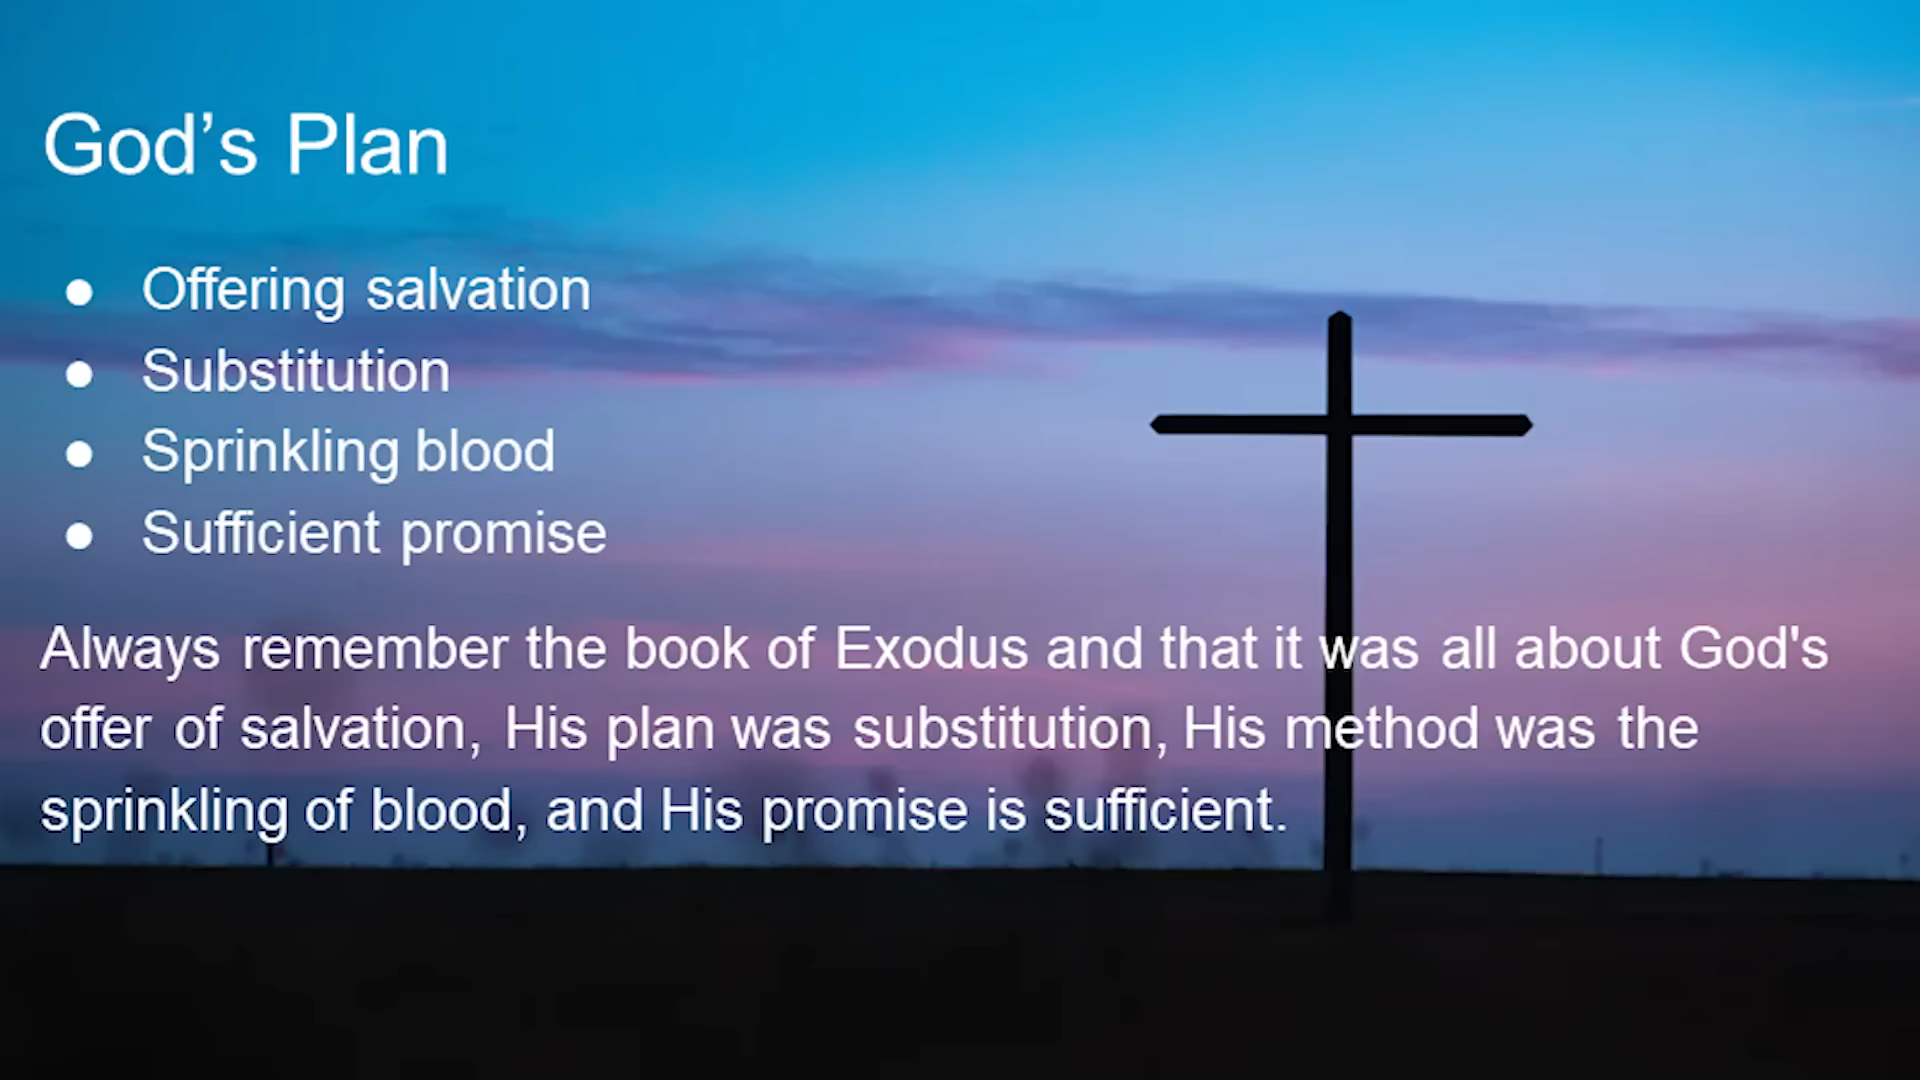 God’s Plan
● Offering salvation
● Substitution
● Sprinkling blood
● Sufficient promise
Always remember the book of Exodus and that it was all about God's
offer of salvation, His plan was substitution, His method was the
sprinkling of blood, and His promise is sufficient.